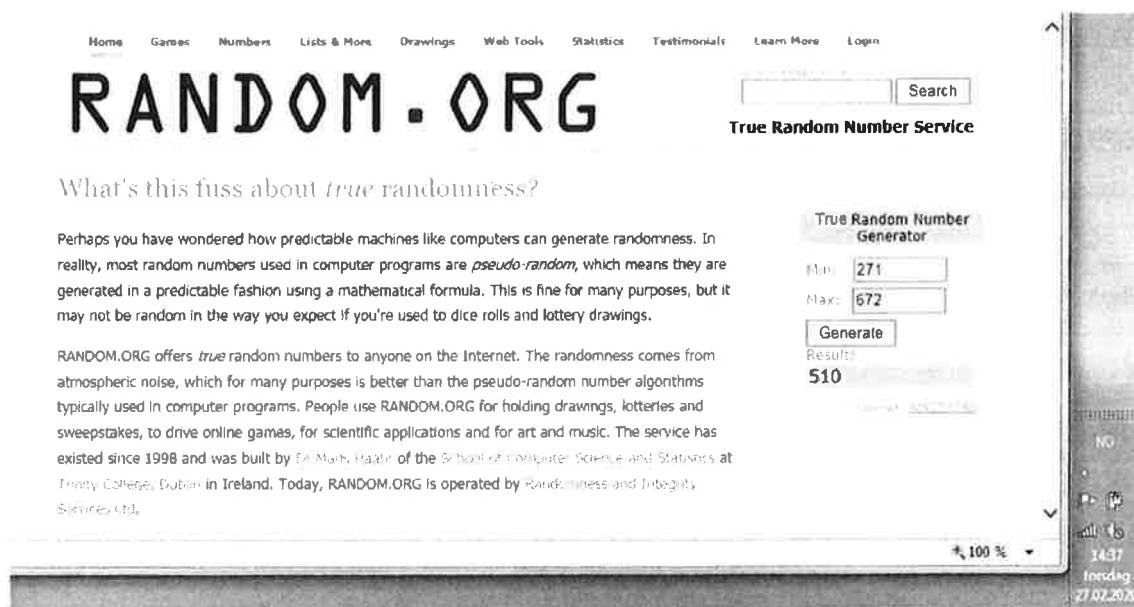 Home Games Numbers Lists & More Drawings Web Tools Statistics Testimonials Learn More Login
RANDOM.ORG
Search
True Random Number Service
What's this fuss about true randomness?
True Random Number
Generator
Perhaps you have wondered how predictable machines like computers can generate randomness. In
reality, most random numbers used in computer programs are pseudo-random, which means they are
generated in a predictable fashion using a mathematical formula. This is fine for many purposes, but it
may not be random in the way you expect if you're used to dice rolls and lottery drawings.
Min: 271
Max: 672
Generate
Result:
510
RANDOM.ORG offers true random numbers to anyone on the Internet. The randomness comes from
atmospheric noise, which for many purposes is better than the pseudo-random number algorithms
typically used in computer programs. People use RANDOM.ORG for holding drawings, lotteries and
sweepstakes, to drive online games, for scientific applications and for art and music. The service has
existed since 1998 and was built by Dr Mads Haahr of the School of Computer Science and Statistics at
Trinity College, Dublin in Ireland. Today, RANDOM.ORG is operated by Randomness and Integrity
Services Ltd.
100 %
NO
14:37
torsdag
27.02.2020